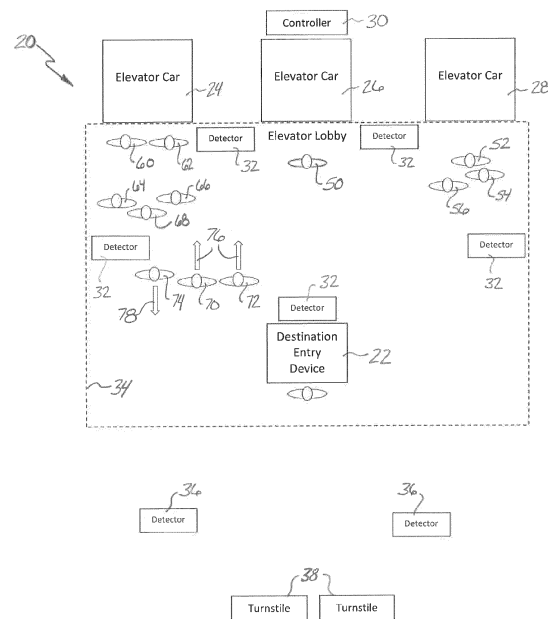 Controller 30
20
Elevator Car 24
Elevator Car 26
Elevator Car 28
Detector 32
Elevator Lobby
Detector 32
60 62
50
52
54
56
64 66
68
Detector 32
76
Detector 32
78
74 70 72
32
Detector
Destination
Entry
Device
22
34
36
Detector
36
Detector
38
Turnstile Turnstile